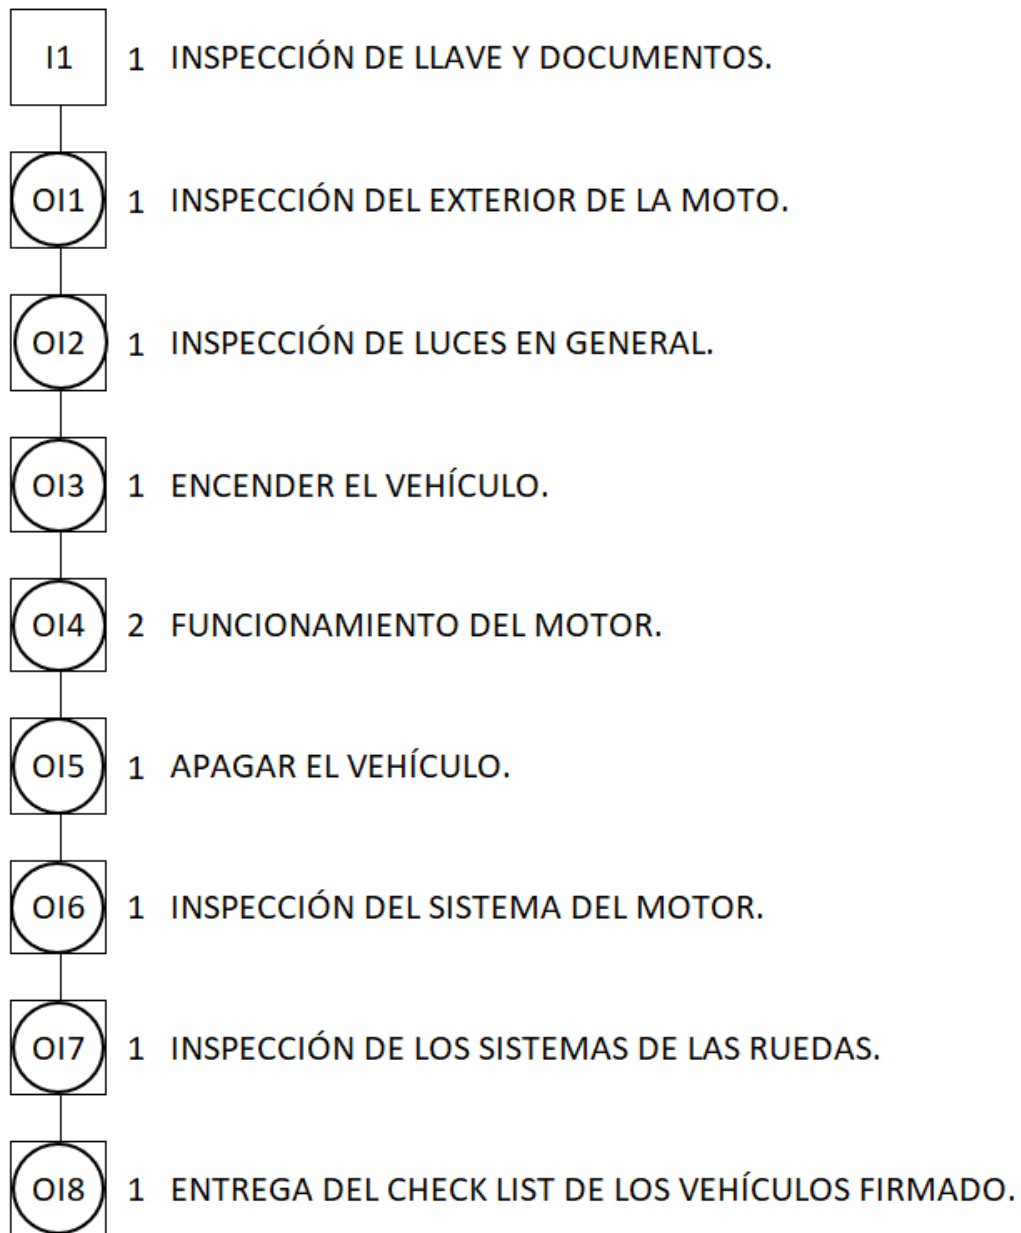 I1 1 INSPECCIÓN DE LLAVE Y DOCUMENTOS.
OI1 1 INSPECCIÓN DEL EXTERIOR DE LA MOTO.
OI2 1 INSPECCIÓN DE LUCES EN GENERAL.
OI3 1 ENCENDER EL VEHÍCULO.
OI4 2 FUNCIONAMIENTO DEL MOTOR.
OI5 1 APAGAR EL VEHÍCULO.
OI6 1 INSPECCIÓN DEL SISTEMA DEL MOTOR.
OI7 1 INSPECCIÓN DE LOS SISTEMAS DE LAS RUEDAS.
OI8 1 ENTREGA DEL CHECK LIST DE LOS VEHÍCULOS FIRMADO.